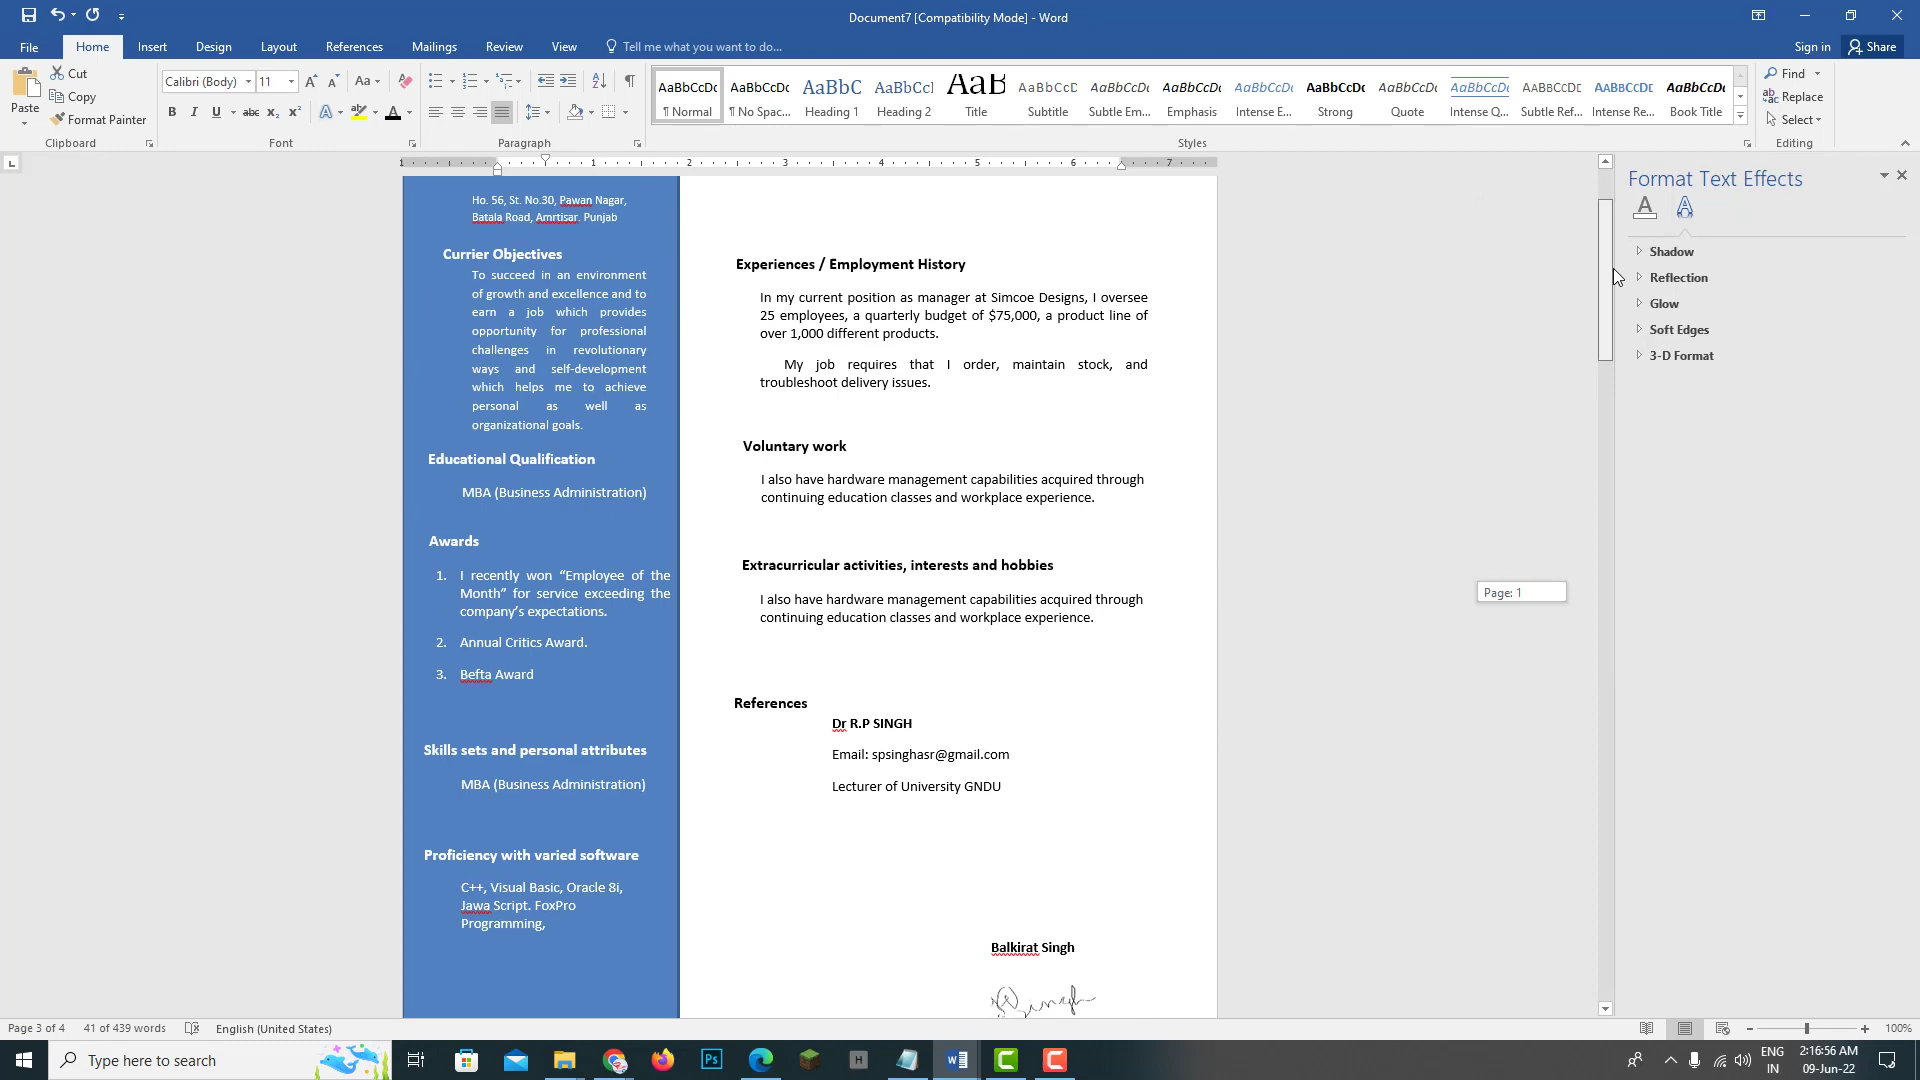 Document7 [Compatibility Mode] - Word
File Home Insert Design Layout References Mailings Review View Tell me what you want to do... Sign in Share
Paste Cut Copy Format Painter
Calibri (Body) 11
AaBbCcDc AaBbCcDc AaBbC AaBbCcI AaB AaBbCcD AaBbCcDc AaBbCcDc AaBbCcDc AaBbCcDc AaBbCcDc AaBbCcDc AABBCCDC AABBCCDC AaBbCcDc
¶ Normal ¶ No Spac... Heading 1 Heading 2 Title Subtitle Subtle Em... Emphasis Intense E... Strong Quote Intense Q... Subtle Ref... Intense Re... Book Title
Find
Replace
Select
Clipboard Font Paragraph Styles Editing
1 1 2 3 4 5 6 7
Ho. 56, St. No.30, Pawan Nagar,
Batala Road, Amrtisar. Punjab
Currier Objectives
To succeed in an environment
of growth and excellence and to
earn a job which provides
opportunity for professional
challenges in revolutionary
ways and self-development
which helps me to achieve
personal as well as
organizational goals.
Educational Qualification
MBA (Business Administration)
Awards
1. I recently won “Employee of the
Month” for service exceeding the
company’s expectations.
2. Annual Critics Award.
3. Befta Award
Skills sets and personal attributes
MBA (Business Administration)
Proficiency with varied software
C++, Visual Basic, Oracle 8i,
Jawa Script. FoxPro
Programming,
Experiences / Employment History
In my current position as manager at Simcoe Designs, I oversee
25 employees, a quarterly budget of $75,000, a product line of
over 1,000 different products.
My job requires that I order, maintain stock, and
troubleshoot delivery issues.
Voluntary work
I also have hardware management capabilities acquired through
continuing education classes and workplace experience.
Extracurricular activities, interests and hobbies
I also have hardware management capabilities acquired through
continuing education classes and workplace experience.
References
Dr R.P SINGH
Email: spsinghasr@gmail.com
Lecturer of University GNDU
Balkirat Singh
Page: 1
Format Text Effects
Shadow
Reflection
Glow
Soft Edges
3-D Format
Page 3 of 4 41 of 439 words English (United States) 100%
Type here to search
ENG
IN
2:16:56 AM
09-Jun-22